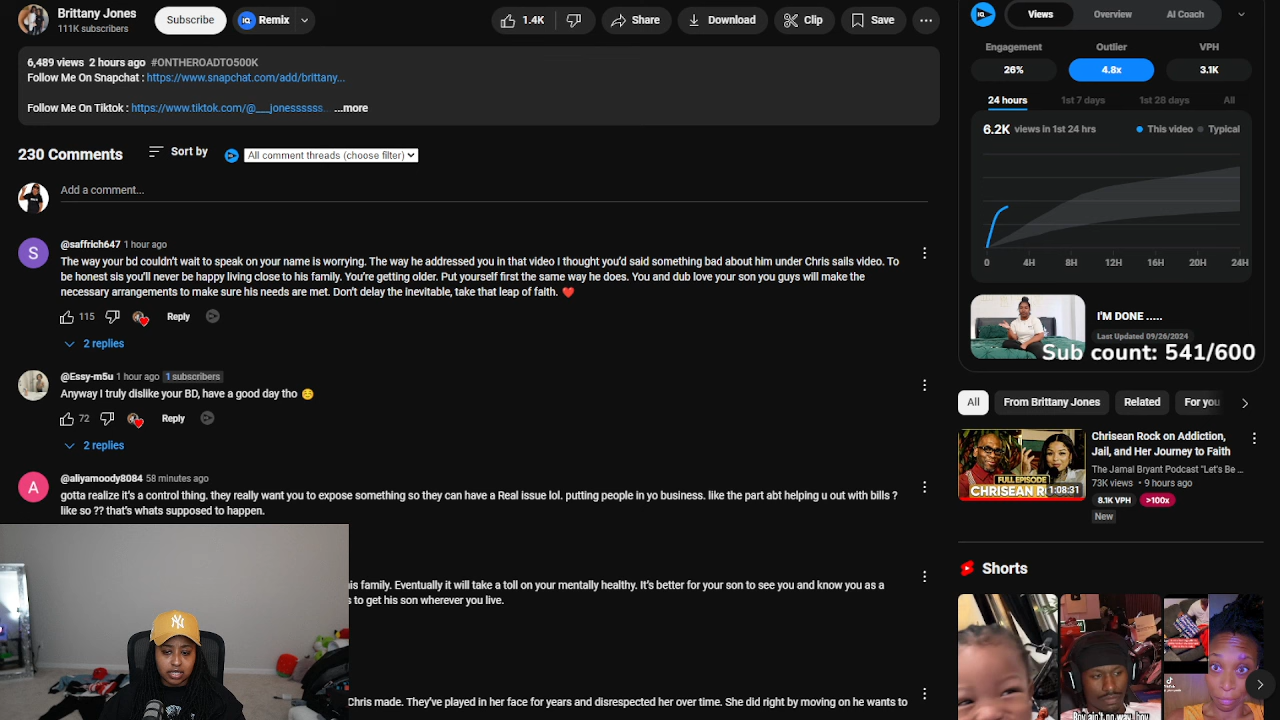 Brittany Jones
111K subscribers
Subscribe
Remix
1.4K
Share
Download
Clip
Save
6,489 views 2 hours ago #ONTHEROADTO500K
Follow Me On Snapchat : https://www.snapchat.com/add/brittany...
Follow Me On Tiktok : https://www.tiktok.com/@___jonessssss... ...more
230 Comments
Sort by
All comment threads (choose filter)
Add a comment...
@saffrich647 1 hour ago
The way your bd couldn't wait to speak on your name is worrying. The way he addressed you in that video I thought you'd said something bad about him under Chris sails video. To
be honest sis you'll never be happy living close to his family. You're getting older. Put yourself first the same way he does. You and dub love your son you guys will make the
necessary arrangements to make sure his needs are met. Don't delay the inevitable, take that leap of faith. ❤️
115
Reply
2 replies
@Essy-m5u 1 hour ago 1 subscribers
Anyway I truly dislike your BD, have a good day tho ☺️
72
Reply
2 replies
@aliyamoody8084 58 minutes ago
gotta realize it's a control thing. they really want you to expose something so they can have a Real issue lol. putting people in yo business. like the part abt helping u out with bills ?
like so ?? that's whats supposed to happen.
his family. Eventually it will take a toll on your mentally healthy. It's better for your son to see you and know you as a
to get his son wherever you live.
Chris made. They've played in her face for years and disrespected her over time. She did right by moving on he wants to
Views
Overview
AI Coach
Engagement
Outlier
VPH
26%
4.8x
3.1K
24 hours
1st 7 days
1st 28 days
All
6.2K views in 1st 24 hrs
This video
Typical
0
4H
8H
12H
16H
20H
24H
I'M DONE .....
Last Updated 09/26/2024
Sub count: 541/600
All
From Brittany Jones
Related
For you
FULL EPISODE
CHRISEAN R
1:08:31
Chrisean Rock on Addiction,
Jail, and Her Journey to Faith
The Jamal Bryant Podcast "Let's Be ...
73K views • 9 hours ago
8.1K VPH
>100x
New
Shorts
Boy ain't no way I boy